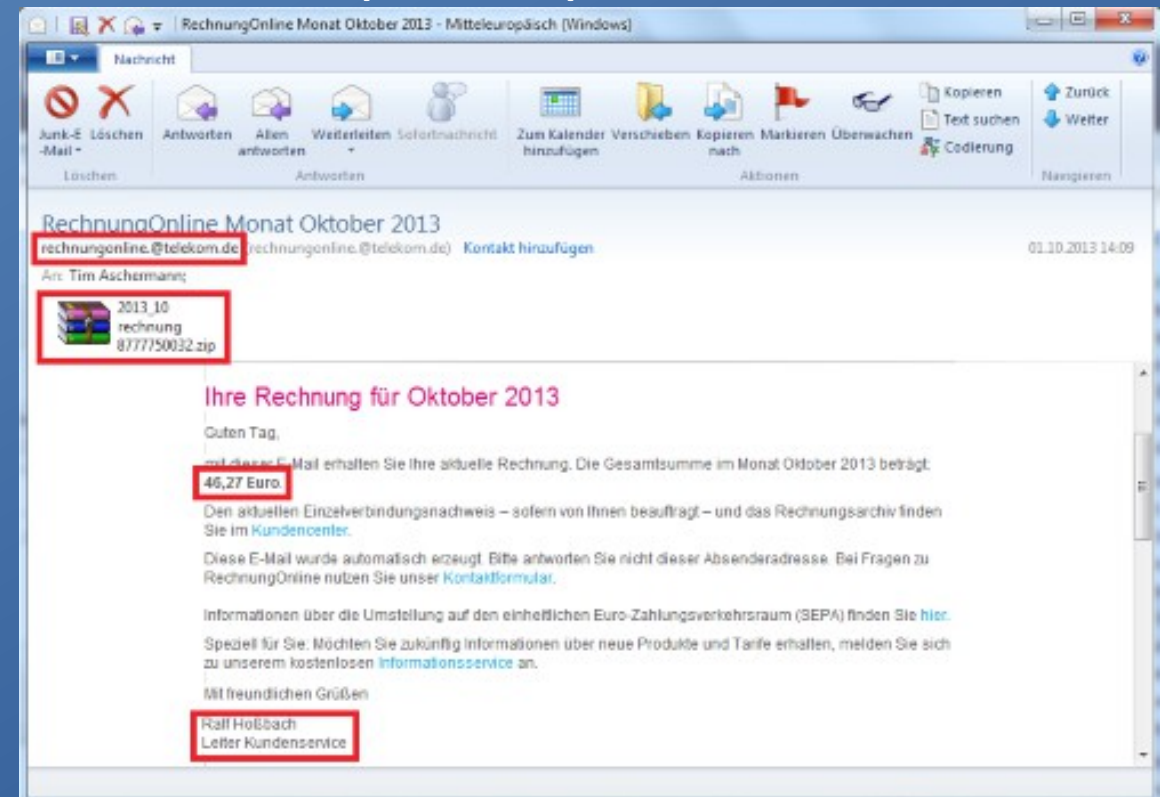 RechnungOnline Monat Oktober 2013 - Mitteleuropäisch (Windows)
Nachricht
Junk-E-Mail
Löschen
Antworten
Allen antworten
Weiterleiten
Sofortnachricht
Zum Kalender hinzufügen
Verschieben
Kopieren nach
Markieren
Überwachen
Kopieren
Text suchen
Codierung
Zurück
Weiter
Löschen
Antworten
Aktionen
Navigieren
RechnungOnline Monat Oktober 2013
rechnungonline.@telekom.de (rechnungonline.@telekom.de) Kontakt hinzufügen
01.10.2013 14:09
An: Tim Aschermann;
2013_10
rechnung
8777750032.zip
Ihre Rechnung für Oktober 2013
Guten Tag,
mit dieser E-Mail erhalten Sie Ihre aktuelle Rechnung. Die Gesamtsumme im Monat Oktober 2013 beträgt:
46,27 Euro.
Den aktuellen Einzelverbindungsnachweis – sofern von Ihnen beauftragt – und das Rechnungsarchiv finden
Sie im Kundencenter.
Diese E-Mail wurde automatisch erzeugt. Bitte antworten Sie nicht dieser Absenderadresse. Bei Fragen zu
RechnungOnline nutzen Sie unser Kontaktformular.
Informationen über die Umstellung auf den einheitlichen Euro-Zahlungsverkehrsraum (SEPA) finden Sie hier.
Speziell für Sie: Möchten Sie zukünftig Informationen über neue Produkte und Tarife erhalten, melden Sie sich
zu unserem kostenlosen Informationsservice an.
Mit freundlichen Grüßen
Ralf Hoßbach
Leiter Kundenservice